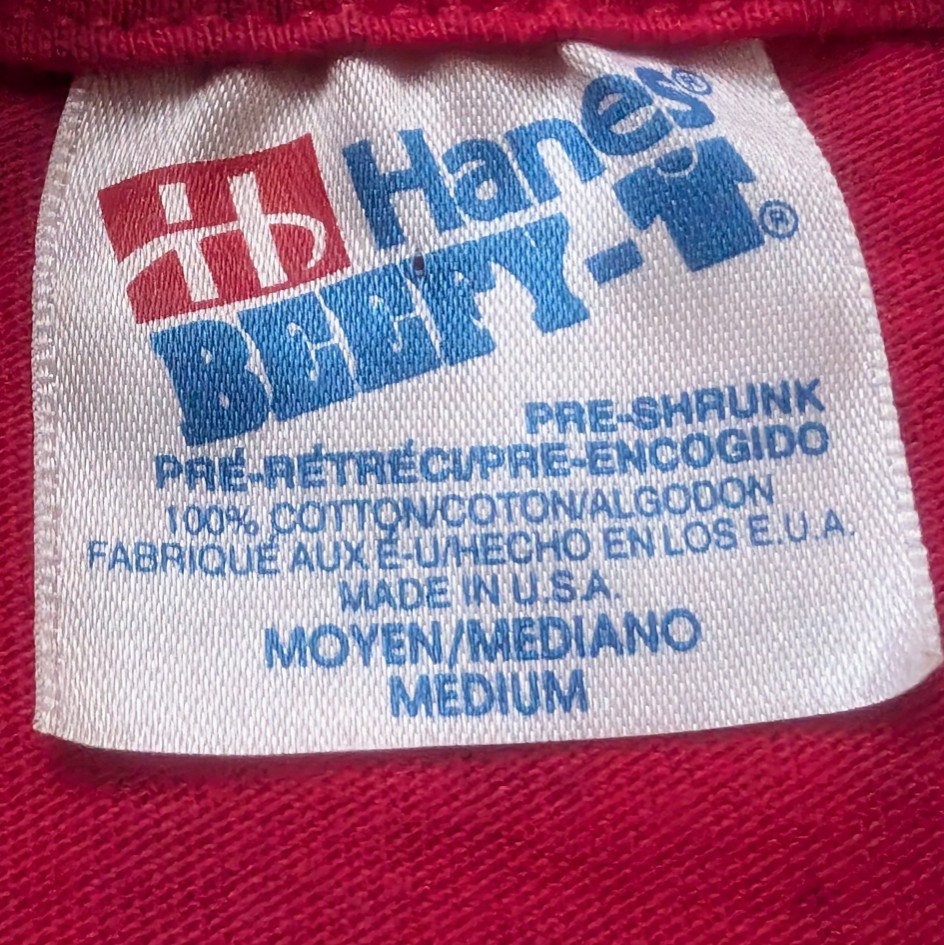 Hanes®
BEEFY-T®
PRE-SHRUNK
PRÉ-RÉTRÉCI/PRE-ENCOGIDO
100% COTTON/COTON/ALGODON
FABRIQUÉ AUX É-U/HECHO EN LOS E.U.A.
MADE IN U.S.A.
MOYEN/MEDIANO
MEDIUM